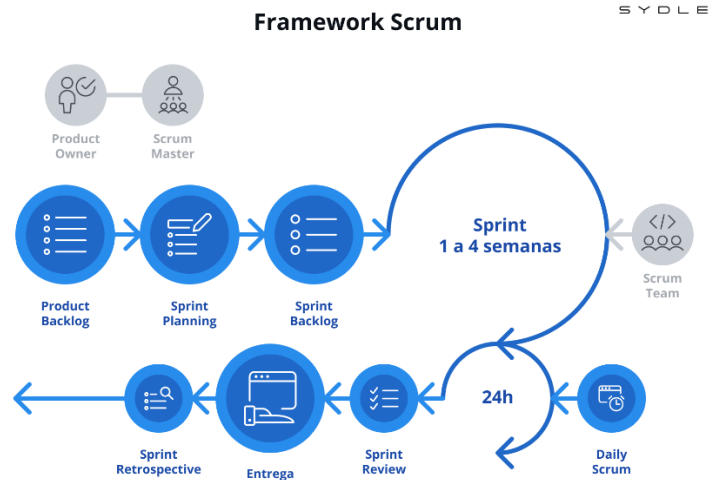 SYDLE
Framework Scrum
Product
Owner
Scrum
Master
Product
Backlog
Sprint
Planning
Sprint
Backlog
Sprint
1 a 4 semanas
</>
Scrum
Team
Sprint
Retrospective
Entrega
Sprint
Review
24h
Daily
Scrum